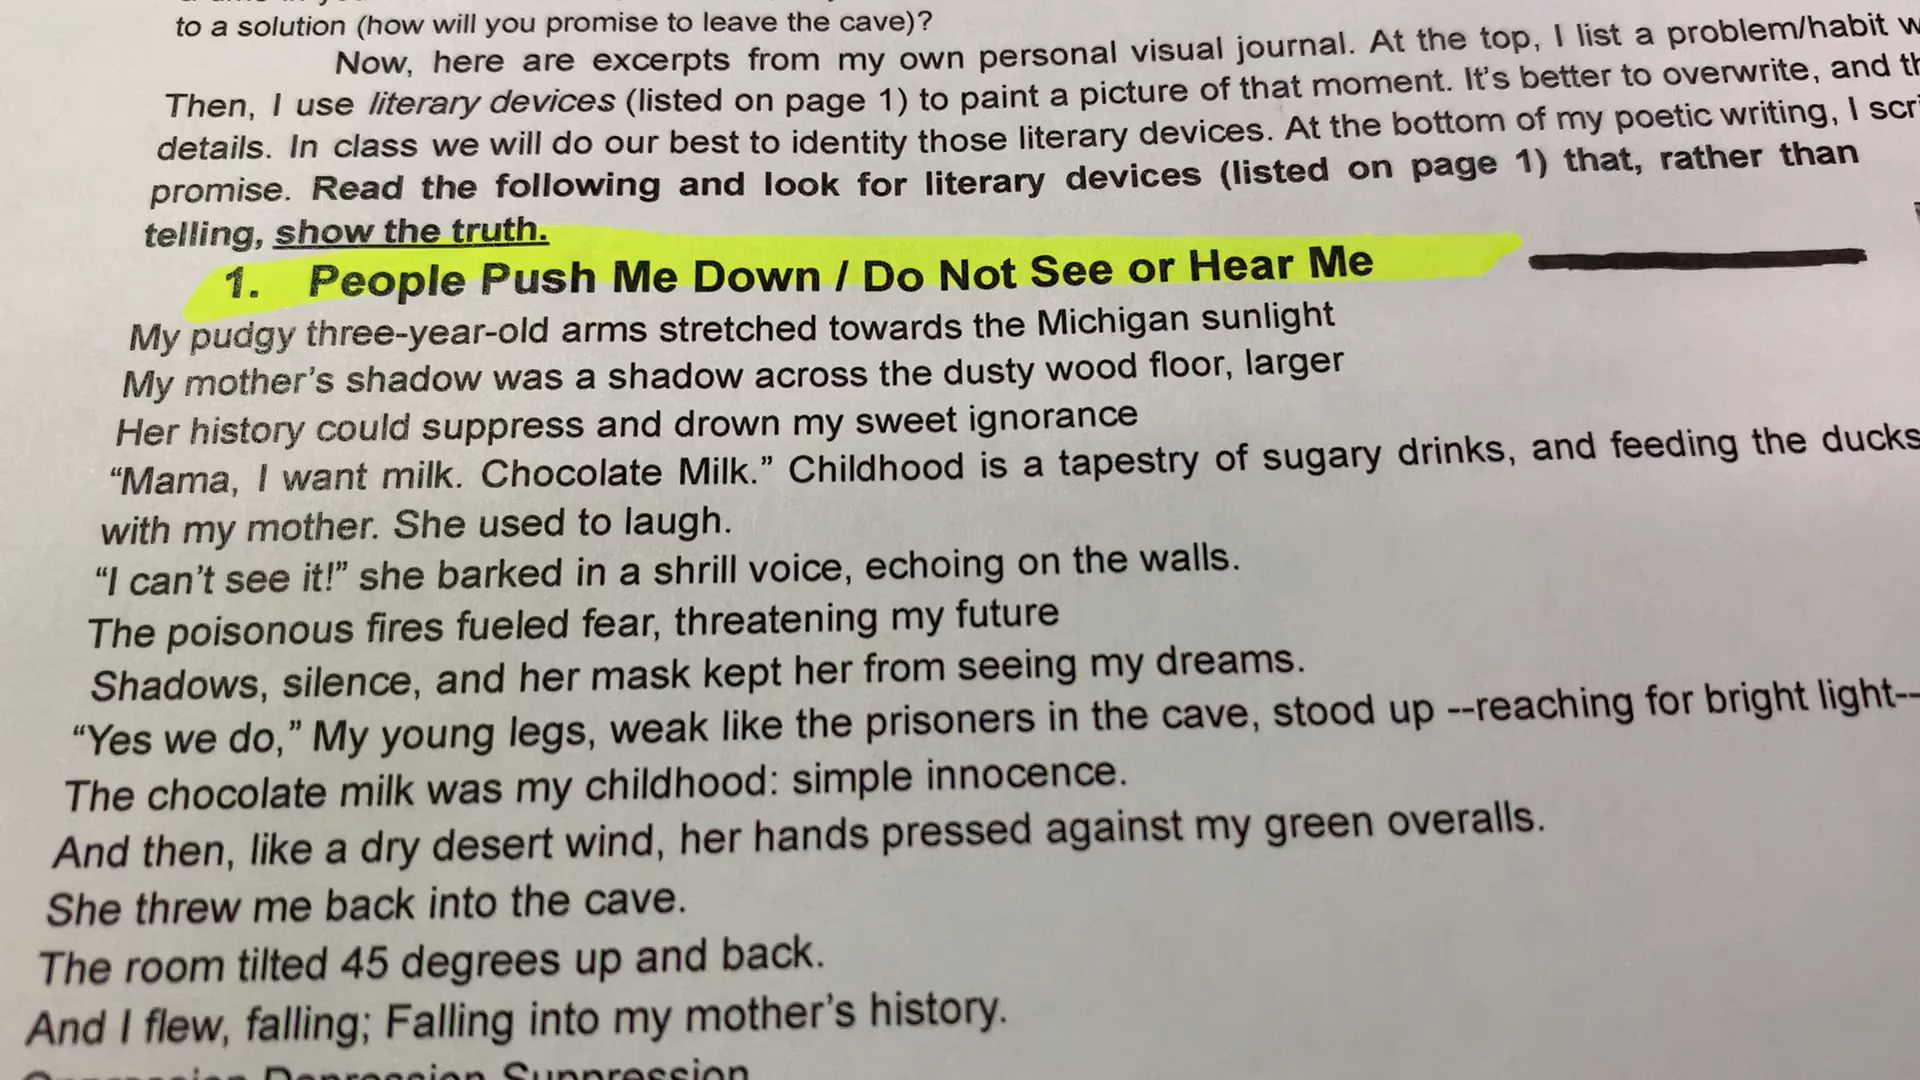 to a solution (how will you promise to leave the cave)?
Now, here are excerpts from my own personal visual journal. At the top, I list a problem/habit
Then, I use literary devices (listed on page 1) to paint a picture of that moment. It's better to overwrite, and
details. In class we will do our best to identity those literary devices. At the bottom of my poetic writing, I
promise. Read the following and look for literary devices (listed on page 1) that, rather than
telling, show the truth.
1. People Push Me Down / Do Not See or Hear Me
My pudgy three-year-old arms stretched towards the Michigan sunlight
My mother's shadow was a shadow across the dusty wood floor, larger
Her history could suppress and drown my sweet ignorance
“Mama, I want milk. Chocolate Milk.” Childhood is a tapestry of sugary drinks, and feeding the ducks
with my mother. She used to laugh.
“I can't see it!” she barked in a shrill voice, echoing on the walls.
The poisonous fires fueled fear, threatening my future
Shadows, silence, and her mask kept her from seeing my dreams.
“Yes we do,” My young legs, weak like the prisoners in the cave, stood up --reaching for bright light--
The chocolate milk was my childhood: simple innocence.
And then, like a dry desert wind, her hands pressed against my green overalls.
She threw me back into the cave.
The room tilted 45 degrees up and back.
And I flew, falling; Falling into my mother's history.
Oppression Depression Suppression